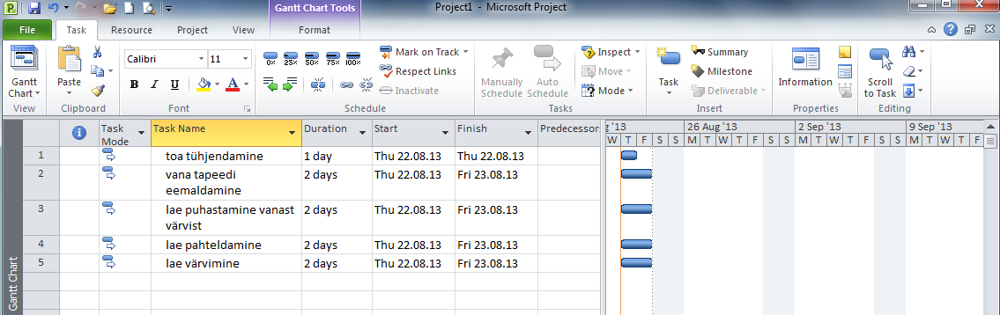 Gantt Chart Tools
Project1 - Microsoft Project
File Task Resource Project View Format
Calibri 11
Gantt Chart
Paste
B I U A
0% 25% 50% 75% 100%
Mark on Track
Respect Links
Inactivate
Manually Schedule
Auto Schedule
Inspect
Move
Mode
Task
Summary
Milestone
Deliverable
Information
Scroll to Task
View Clipboard Font Schedule Tasks Insert Properties Editing
Task Mode Task Name Duration Start Finish Predecessors
'13 26 Aug '13 2 Sep '13 9 Sep '13
W T F S S M T W T F S S M T W T F S S M T W T F
1 toa tühjendamine 1 day Thu 22.08.13 Thu 22.08.13
2 vana tapeedi eemaldamine 2 days Thu 22.08.13 Fri 23.08.13
3 lae puhastamine vanast värvist 2 days Thu 22.08.13 Fri 23.08.13
4 lae pahteldamine 2 days Thu 22.08.13 Fri 23.08.13
5 lae värvimine 2 days Thu 22.08.13 Fri 23.08.13
Gantt Chart